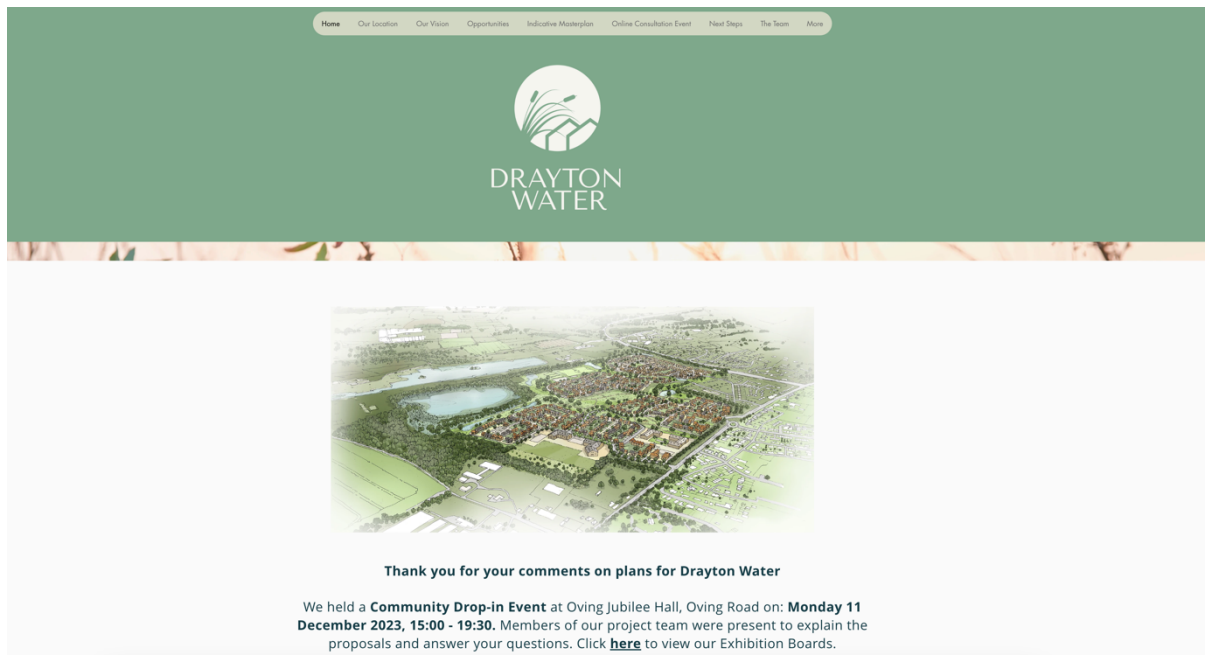 Home Our Location Our Vision Opportunities Indicative Masterplan Online Consultation Event Next Steps The Team More
DRAYTON
WATER
Thank you for your comments on plans for Drayton Water
We held a Community Drop-in Event at Oving Jubilee Hall, Oving Road on: Monday 11
December 2023, 15:00 - 19:30. Members of our project team were present to explain the
proposals and answer your questions. Click here to view our Exhibition Boards.